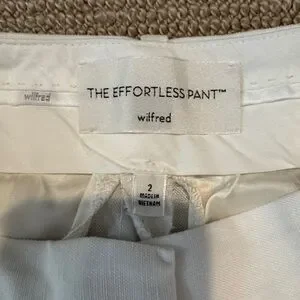 THE EFFORTLESS PANT™
wilfred
wilfred
2
MADE IN
VIETNAM